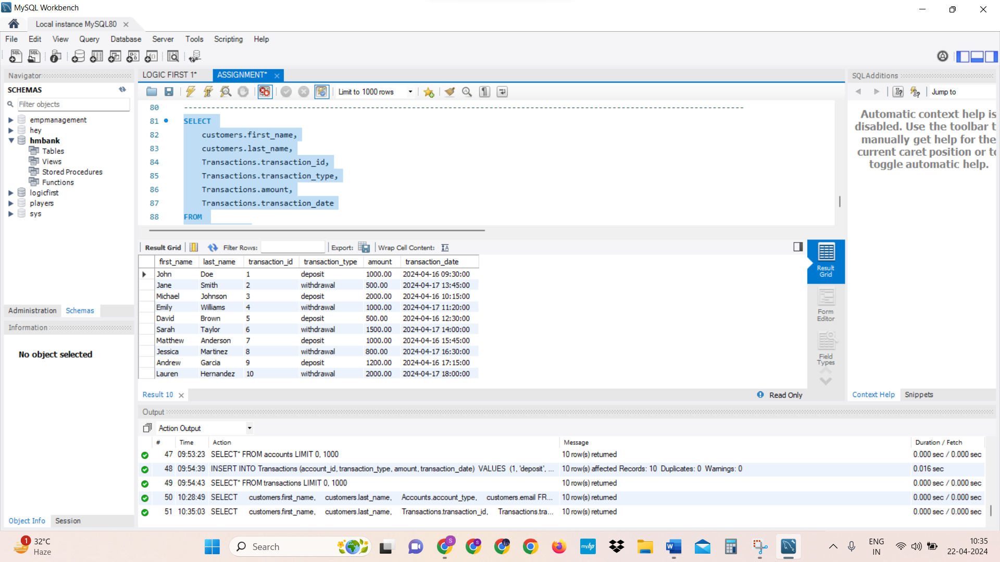 MySQL Workbench
Local instance MySQL80
File Edit View Query Database Server Tools Scripting Help
Navigator
SCHEMAS
Filter objects
empmanagement
hey
hmbank
Tables
Views
Stored Procedures
Functions
logicfirst
players
sys
Administration Schemas
Information
No object selected
Object Info Session
LOGIC FIRST 1* ASSIGNMENT*
Limit to 1000 rows
80 ----------------------------------------------------------------------------------------------------------------------------
81 SELECT
82 customers.first_name,
83 customers.last_name,
84 Transactions.transaction_id,
85 Transactions.transaction_type,
86 Transactions.amount,
87 Transactions.transaction_date
88 FROM
Result Grid Filter Rows: Export: Wrap Cell Content:
first_name last_name transaction_id transaction_type amount transaction_date
John Doe 1 deposit 1000.00 2024-04-16 09:30:00
Jane Smith 2 withdrawal 500.00 2024-04-17 13:45:00
Michael Johnson 3 deposit 2000.00 2024-04-16 10:15:00
Emily Williams 4 withdrawal 1000.00 2024-04-17 11:20:00
David Brown 5 deposit 500.00 2024-04-16 12:30:00
Sarah Taylor 6 withdrawal 1500.00 2024-04-17 14:00:00
Matthew Anderson 7 deposit 1000.00 2024-04-16 15:45:00
Jessica Martinez 8 withdrawal 800.00 2024-04-17 16:30:00
Andrew Garcia 9 deposit 1200.00 2024-04-16 17:15:00
Lauren Hernandez 10 withdrawal 2000.00 2024-04-17 18:00:00
Result
Grid
Form
Editor
Field
Types
Result 10 Read Only
SQLAdditions
Jump to
Automatic context help is
disabled. Use the toolbar t
manually get help for the
current caret position or to
toggle automatic help.
Context Help Snippets
Output
Action Output
# Time Action Message Duration / Fetch
47 09:53:23 SELECT* FROM accounts LIMIT 0, 1000 10 row(s) returned 0.000 sec / 0.000 sec
48 09:54:39 INSERT INTO Transactions (account_id, transaction_type, amount, transaction_date) VALUES (1, 'deposit', ... 10 row(s) affected Records: 10 Duplicates: 0 Warnings: 0 0.016 sec
49 09:54:43 SELECT* FROM transactions LIMIT 0, 1000 10 row(s) returned 0.000 sec / 0.000 sec
50 10:28:49 SELECT customers.first_name, customers.last_name, Accounts.account_type, customers.email FR... 10 row(s) returned 0.000 sec / 0.000 sec
51 10:35:03 SELECT customers.first_name, customers.last_name, Transactions.transaction_id, Transactions.tra... 10 row(s) returned 0.000 sec / 0.000 sec
1 32°C
Haze
Search
S
S
myhp
W
ENG
IN
10:35
22-04-2024